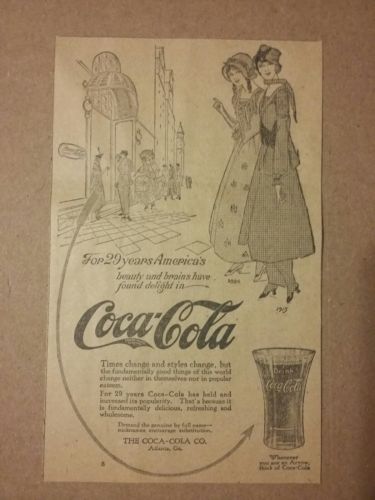 1886
1915
For 29 years America's
beauty and brains have
found delight in—
Coca-Cola
Times change and styles change, but
the fundamentally good things of this world
change neither in themselves nor in popular
esteem.
For 29 years Coca-Cola has held and
increased its popularity. That's because it
is fundamentally delicious, refreshing and
wholesome.
Demand the genuine by full name—
nicknames encourage substitution.
THE COCA-COLA CO.
Atlanta, Ga.
Drink
Coca-Cola
Whenever
you see an Arrow,
think of Coca-Cola
8